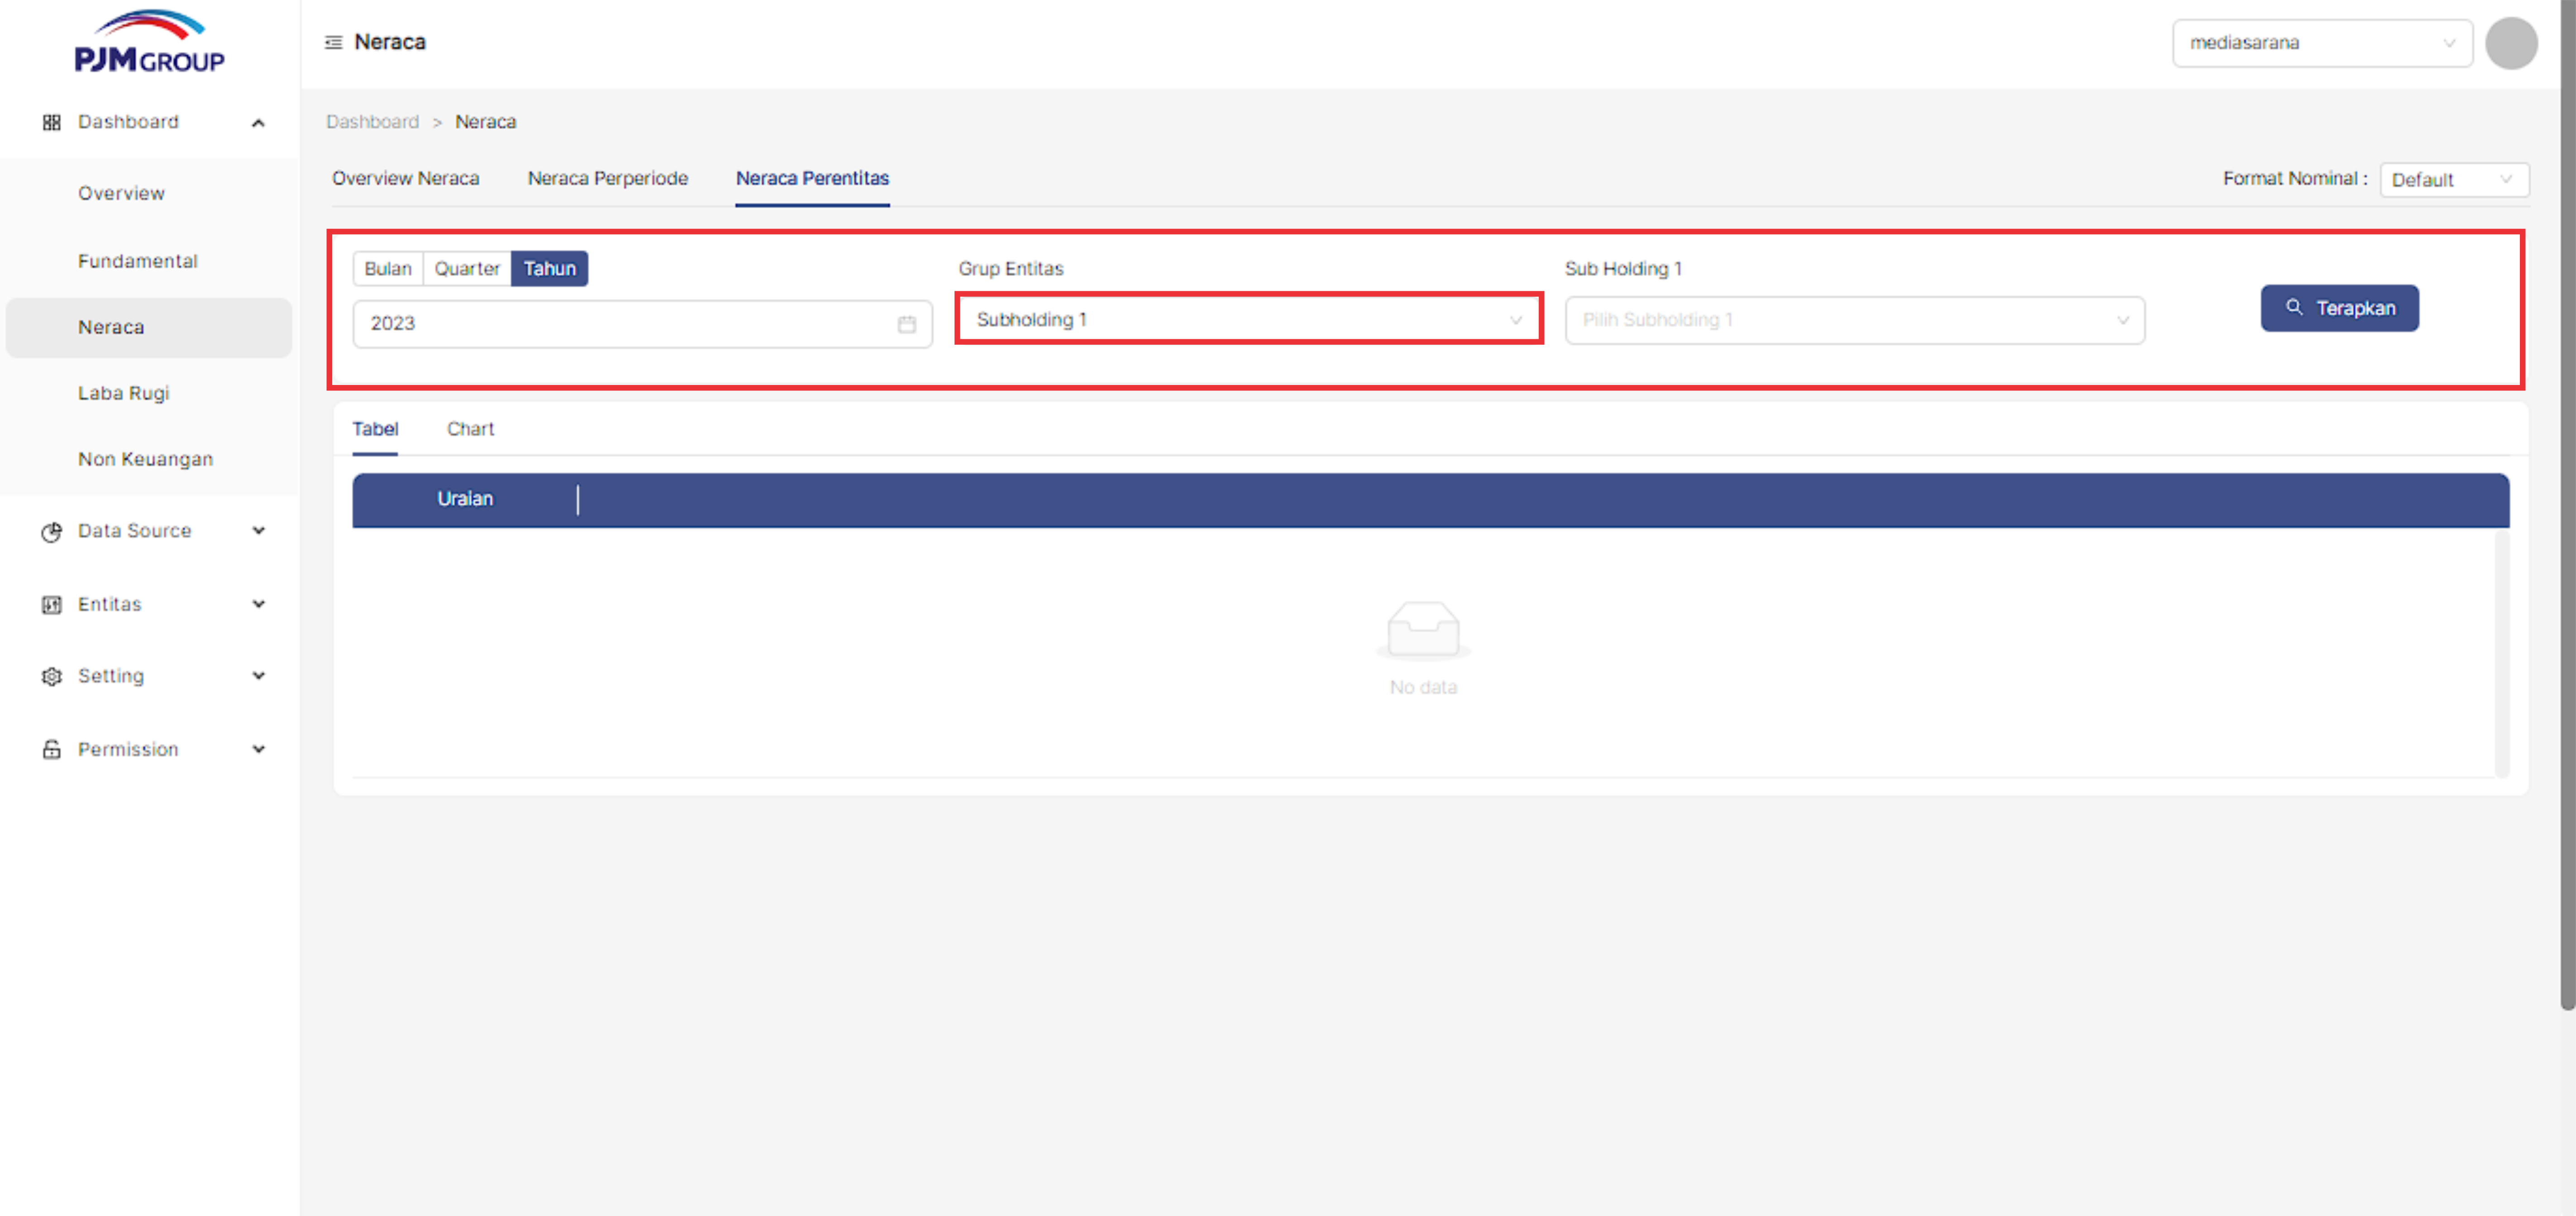 PJM GROUP
Neraca
mediasarana
Dashboard
Overview
Fundamental
Neraca
Laba Rugi
Non Keuangan
Data Source
Entitas
Setting
Permission
Dashboard > Neraca
Overview Neraca Neraca Perperiode Neraca Perentitas
Format Nominal : Default
Bulan Quarter Tahun
2023
Grup Entitas
Subholding 1
Sub Holding 1
Pilih Subholding 1
Terapkan
Tabel Chart
Uraian
No data